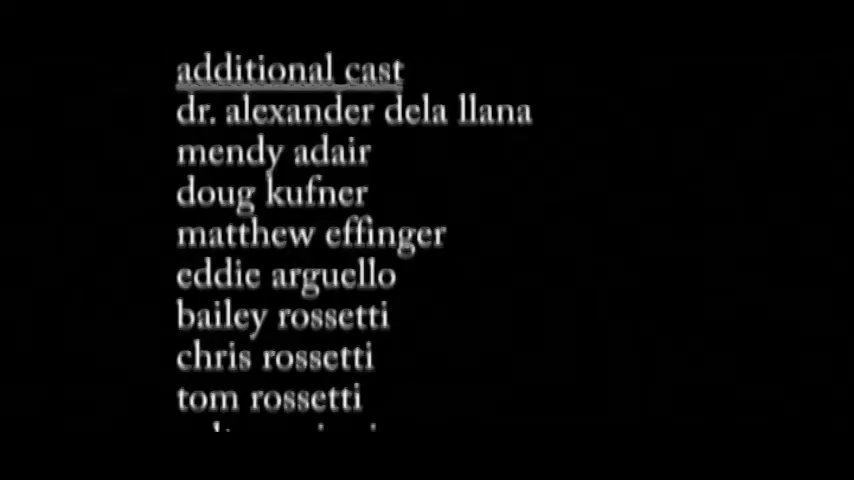 additional cast
dr. alexander dela llana
mendy adair
doug kufner
matthew effinger
eddie arguello
bailey rossetti
chris rossetti
tom rossetti